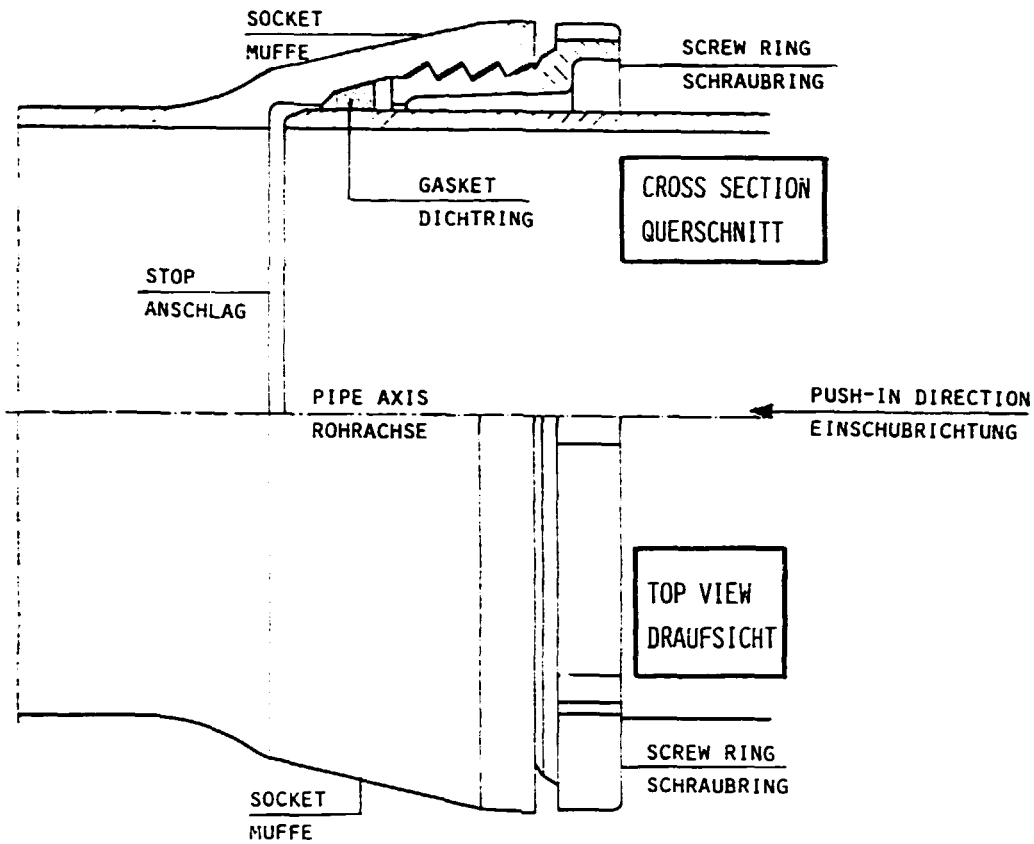 SOCKET
MUFFE
SCREW RING
SCHRAUBRING
GASKET
DICHTRING
CROSS SECTION
QUERSCHNITT
STOP
ANSCHLAG
PIPE AXIS
ROHRACHSE
PUSH-IN DIRECTION
EINSCHUBRICHTUNG
TOP VIEW
DRAUFSICHT
SCREW RING
SCHRAUBRING
SOCKET
MUFFE